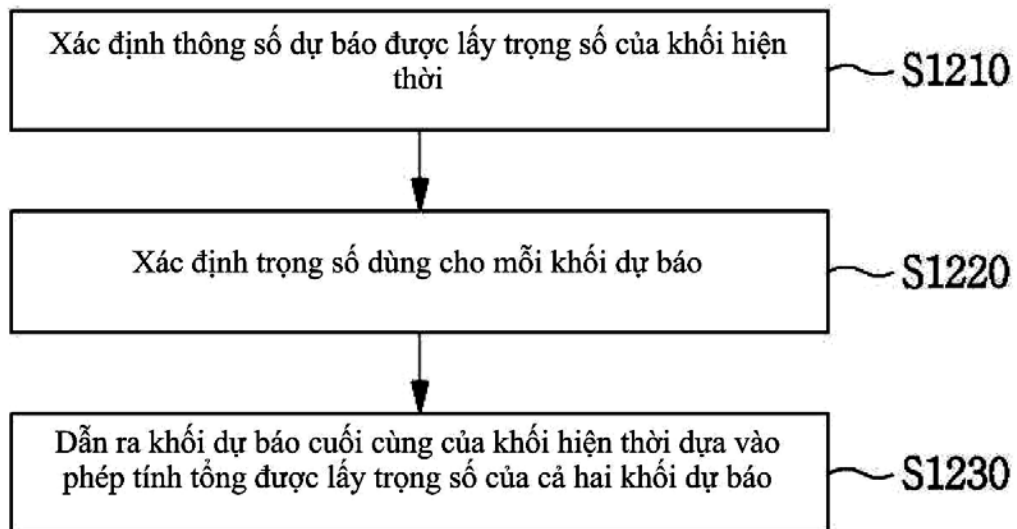 Xác định thông số dự báo được lấy trọng số của khối hiện
thời
S1210
Xác định trọng số dùng cho mỗi khối dự báo
S1220
Dẫn ra khối dự báo cuối cùng của khối hiện thời dựa vào
phép tính tổng được lấy trọng số của cả hai khối dự báo
S1230